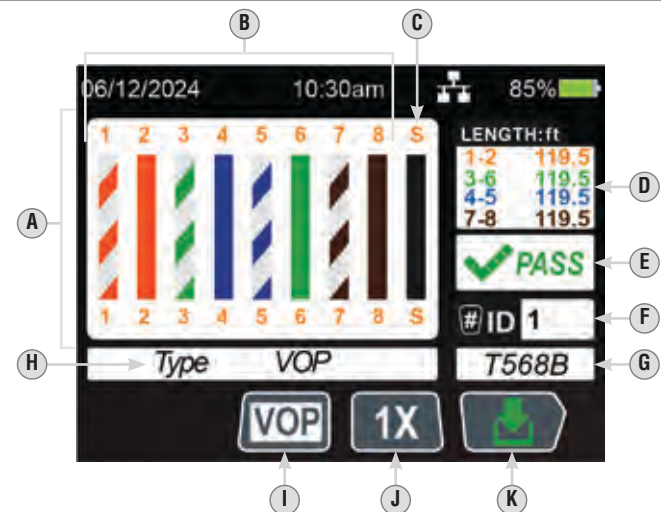 B
C
06/12/2024 10:30am 85%
1 2 3 4 5 6 7 8 S
LENGTH:ft
1-2 119.5
3-6 119.5
4-5 119.5
7-8 119.5
D
A
PASS
E
# ID 1
F
1 2 3 4 5 6 7 8 S
H
Type VOP
T568B
G
VOP
1X
I
J
K